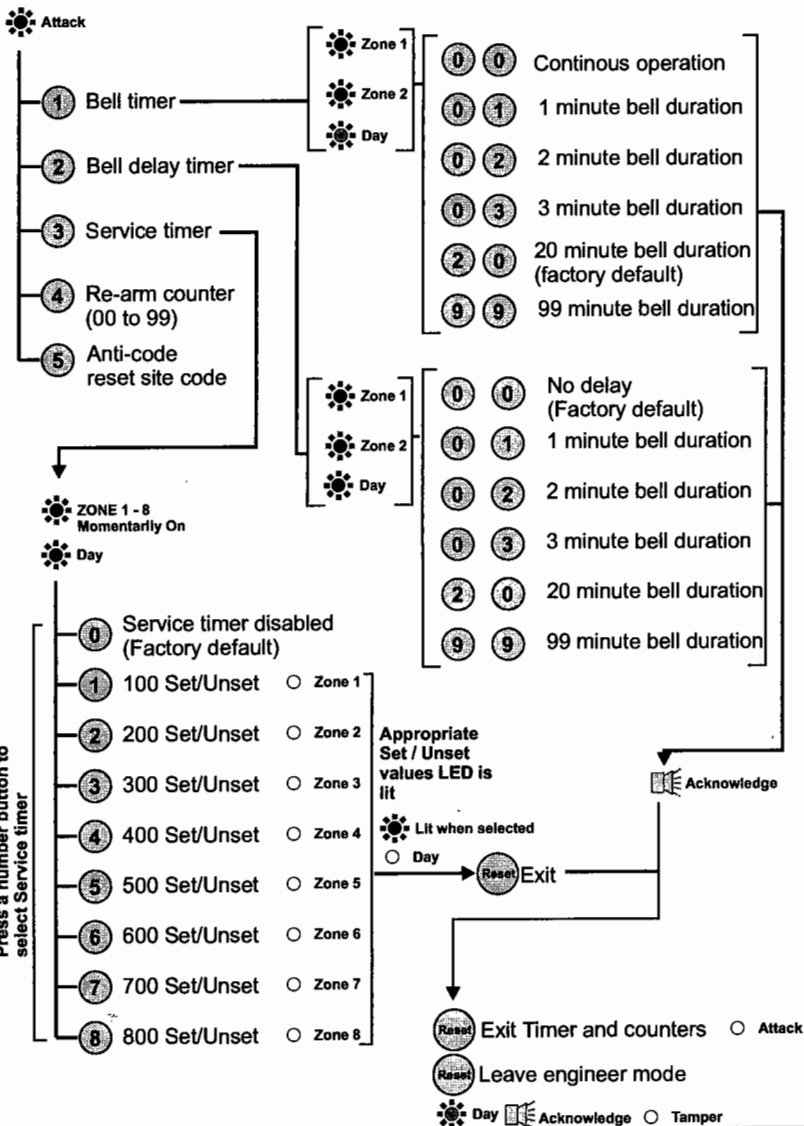 Attack
1 Bell timer
2 Bell delay timer
3 Service timer
4 Re-arm counter
(00 to 99)
5 Anti-code
reset site code
Zone 1
Zone 2
Day
0 0 Continous operation
0 1 1 minute bell duration
0 2 2 minute bell duration
0 3 3 minute bell duration
2 0 20 minute bell duration
(factory default)
9 9 99 minute bell duration
Zone 1
Zone 2
Day
0 0 No delay
(Factory default)
0 1 1 minute bell duration
0 2 2 minute bell duration
0 3 3 minute bell duration
2 0 20 minute bell duration
9 9 99 minute bell duration
ZONE 1 - 8
Momentarily On
Day
Press a number button to
select Service timer
0 Service timer disabled
(Factory default)
1 100 Set/Unset Zone 1
2 200 Set/Unset Zone 2
3 300 Set/Unset Zone 3
4 400 Set/Unset Zone 4
5 500 Set/Unset Zone 5
6 600 Set/Unset Zone 6
7 700 Set/Unset Zone 7
8 800 Set/Unset Zone 8
Appropriate
Set / Unset
values LED is
lit
Lit when selected
Day
Reset Exit
Acknowledge
Reset Exit Timer and counters Attack
Reset Leave engineer mode
Day Acknowledge Tamper